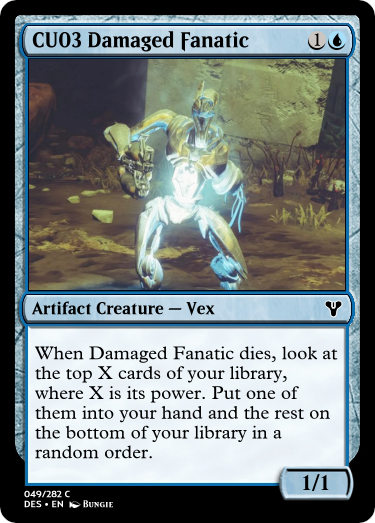 CU03 Damaged Fanatic 1
Artifact Creature — Vex
When Damaged Fanatic dies, look at
the top X cards of your library,
where X is its power. Put one of
them into your hand and the rest on
the bottom of your library in a
random order.
1/1
049/282 C
DES • EN Bungie